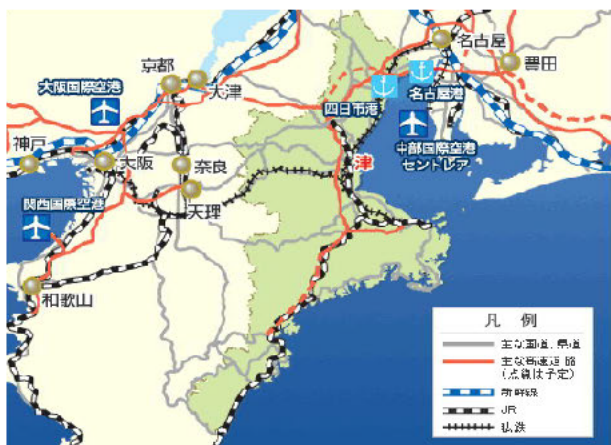 名古屋
豊田
京都
大津
大阪国際空港
四日市港
名古屋港
神戸
大阪
奈良
津
中部国際空港
セントレア
天理
関西国際空港
和歌山
凡 例
主な国道、県道
主な高速道路
(点線は予定)
新幹線
JR
私鉄